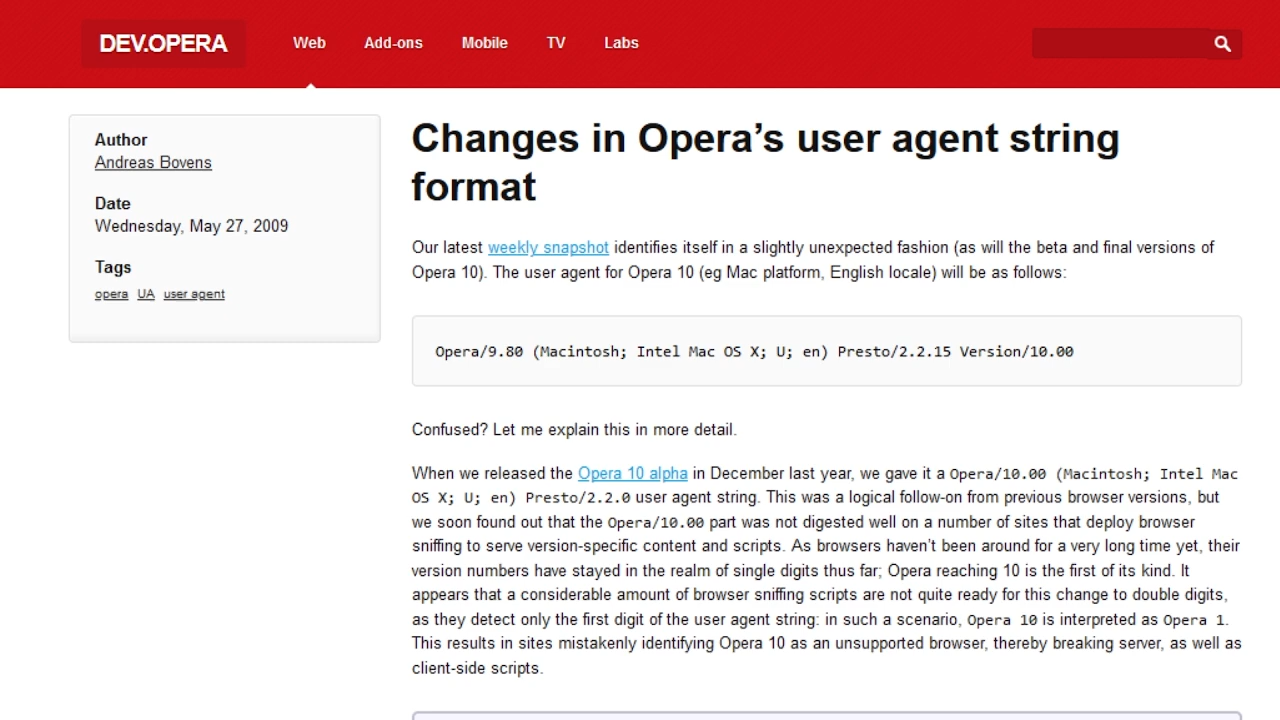 DEV.OPERA
Web Add-ons Mobile TV Labs
Author
Andreas Bovens
Date
Wednesday, May 27, 2009
Tags
opera UA user agent
Changes in Opera’s user agent string
format
Our latest weekly snapshot identifies itself in a slightly unexpected fashion (as will the beta and final versions of
Opera 10). The user agent for Opera 10 (eg Mac platform, English locale) will be as follows:
Opera/9.80 (Macintosh; Intel Mac OS X; U; en) Presto/2.2.15 Version/10.00
Confused? Let me explain this in more detail.
When we released the Opera 10 alpha in December last year, we gave it a Opera/10.00 (Macintosh; Intel Mac
OS X; U; en) Presto/2.2.0 user agent string. This was a logical follow-on from previous browser versions, but
we soon found out that the Opera/10.00 part was not digested well on a number of sites that deploy browser
sniffing to serve version-specific content and scripts. As browsers haven’t been around for a very long time yet, their
version numbers have stayed in the realm of single digits thus far; Opera reaching 10 is the first of its kind. It
appears that a considerable amount of browser sniffing scripts are not quite ready for this change to double digits,
as they detect only the first digit of the user agent string: in such a scenario, Opera 10 is interpreted as Opera 1.
This results in sites mistakenly identifying Opera 10 as an unsupported browser, thereby breaking server, as well as
client-side scripts.